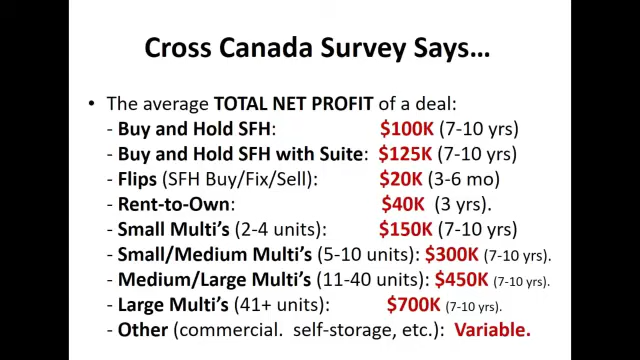 Cross Canada Survey Says…
• The average TOTAL NET PROFIT of a deal:
- Buy and Hold SFH: $100K (7-10 yrs)
- Buy and Hold SFH with Suite: $125K (7-10 yrs)
- Flips (SFH Buy/Fix/Sell): $20K (3-6 mo)
- Rent-to-Own: $40K (3 yrs).
- Small Multi's (2-4 units): $150K (7-10 yrs)
- Small/Medium Multi's (5-10 units): $300K (7-10 yrs).
- Medium/Large Multi's (11-40 units): $450K (7-10 yrs).
- Large Multi's (41+ units): $700K (7-10 yrs).
- Other (commercial. self-storage, etc.): Variable.